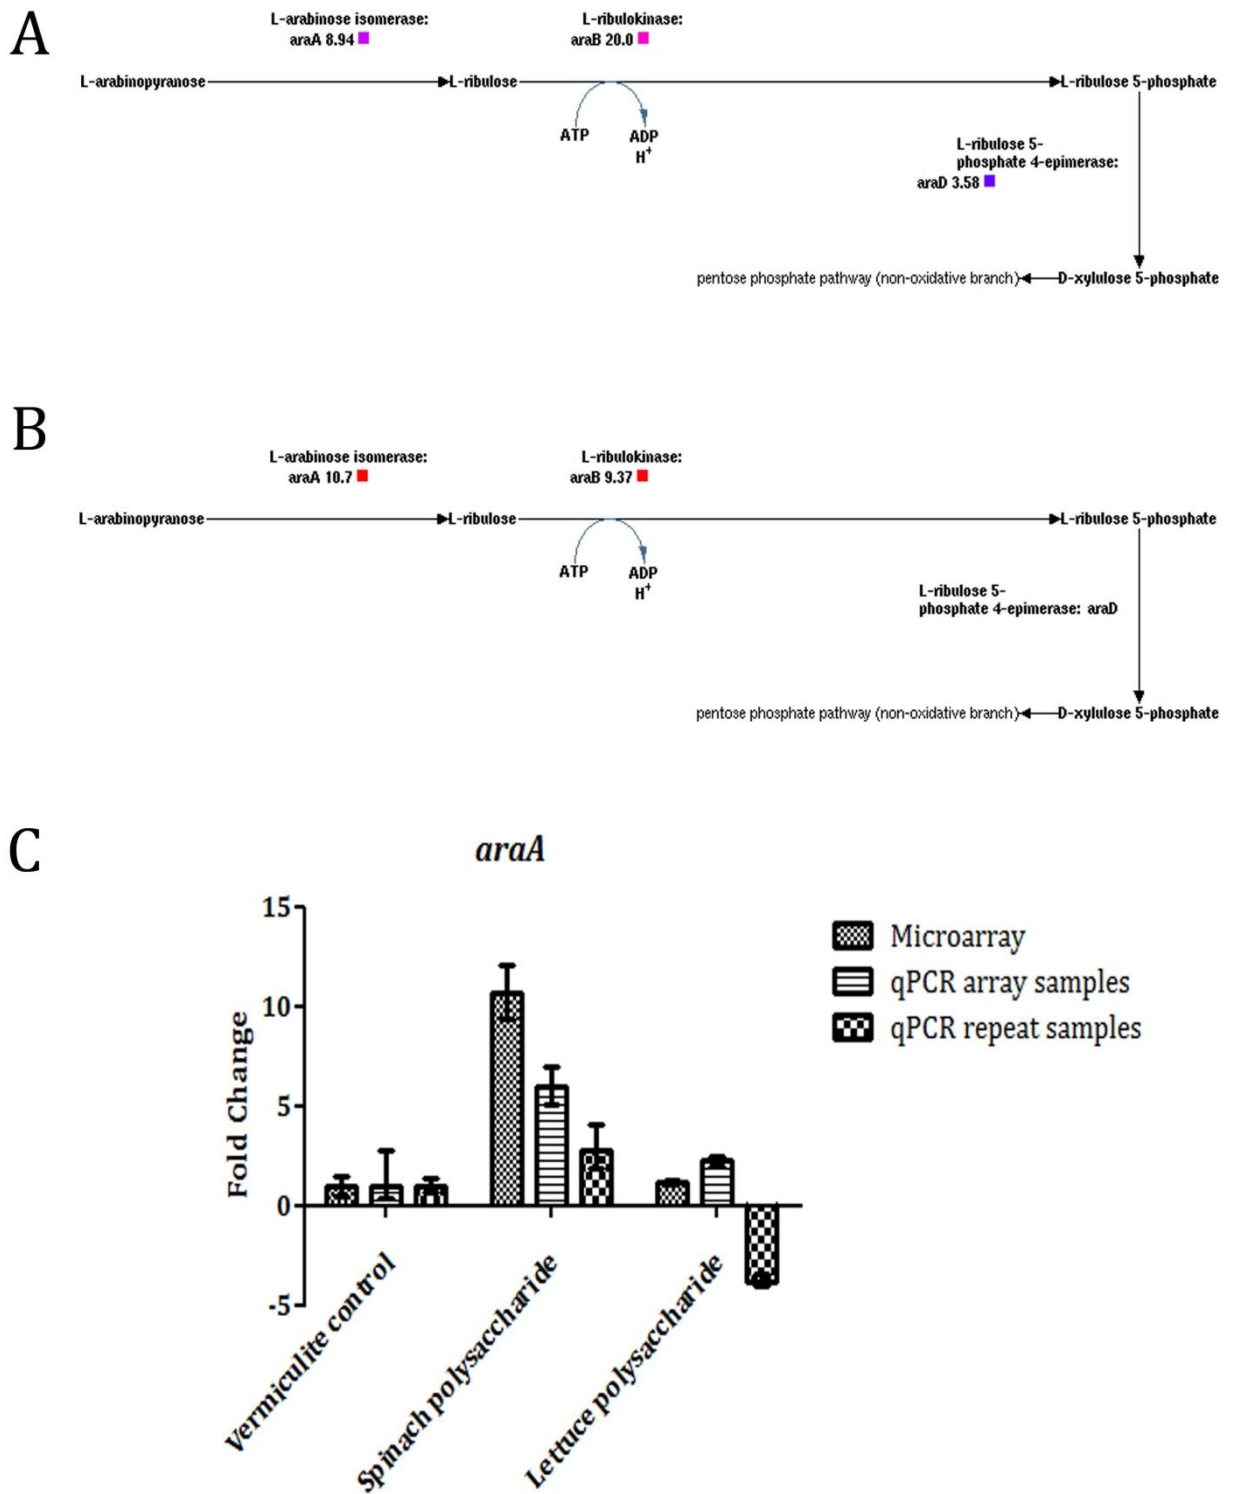 A
L-arabinose isomerase:
araA 8.94
L-ribulokinase:
araB 20.0
L-arabinopyranose
L-ribulose
L-ribulose 5-phosphate
ATP
ADP
H+
L-ribulose 5-
phosphate 4-epimerase:
araD 3.58
pentose phosphate pathway (non-oxidative branch)
D-xylulose 5-phosphate
B
L-arabinose isomerase:
araA 10.7
L-ribulokinase:
araB 9.37
L-arabinopyranose
L-ribulose
L-ribulose 5-phosphate
ATP
ADP
H+
L-ribulose 5-
phosphate 4-epimerase: araD
pentose phosphate pathway (non-oxidative branch)
D-xylulose 5-phosphate
C
araA
15
10
5
0
-5
Fold Change
Microarray
qPCR array samples
qPCR repeat samples
Vermiculite control
Spinach polysaccharide
Lettuce polysaccharide